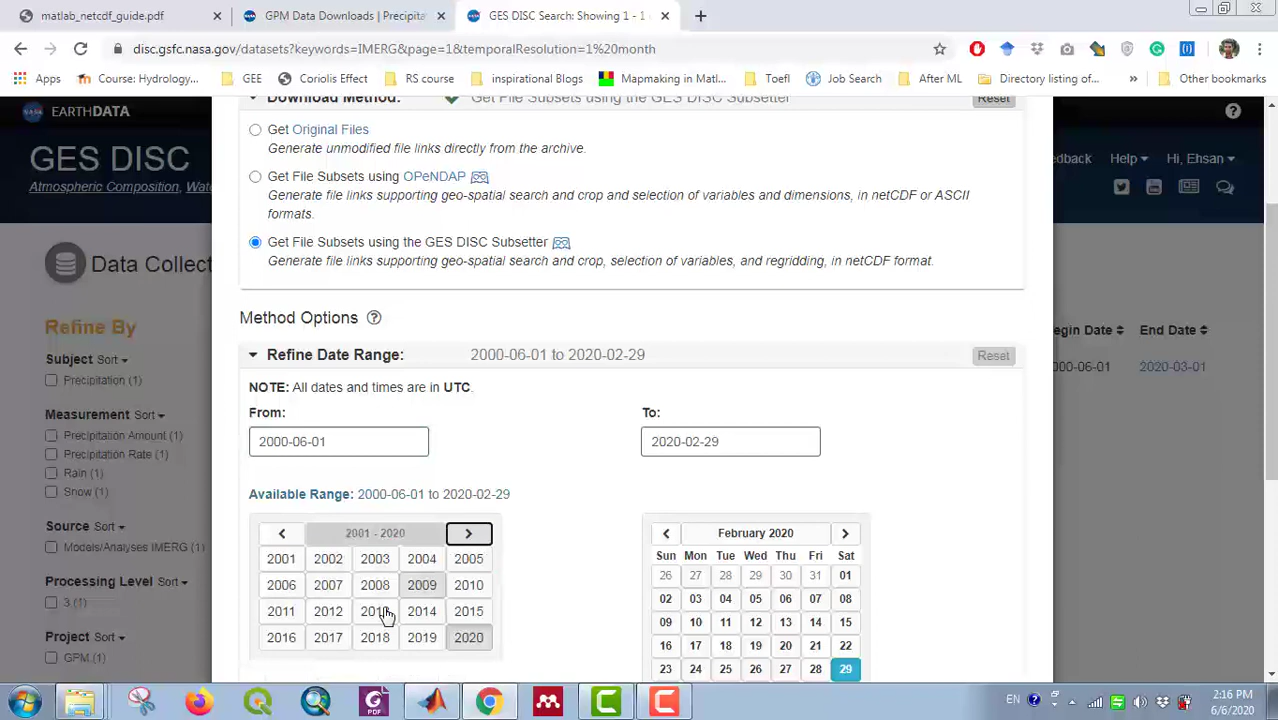 matlab_netcdf_guide.pdf
GPM Data Downloads | Precipita
GES DISC Search: Showing 1 - 1
disc.gsfc.nasa.gov/datasets?keywords=IMERG&page=1&temporalResolution=1%20month
Apps
Course: Hydrology...
GEE
Coriolis Effect
RS course
inspirational Blogs
Mapmaking in Matl...
Toefl
Job Search
After ML
Directory listing of...
»
Other bookmarks
EARTHDATA
GES DISC
Atmospheric Composition, Wate
edback
Help
Hi, Ehsan
Data Collect
Refine By
Subject Sort
Precipitation (1)
Measurement Sort
Precipitation Amount (1)
Precipitation Rate (1)
Rain (1)
Snow (1)
Source Sort
Models/Analyses IMERG (1)
Processing Level Sort
3 (1)
Project Sort
GPM (1)
Download Method: Get File Subsets using the GES DISC Subsetter Reset
Get Original Files
Generate unmodified file links directly from the archive.
Get File Subsets using OPeNDAP
Generate file links supporting geo-spatial search and crop and selection of variables and dimensions, in netCDF or ASCII
formats.
Get File Subsets using the GES DISC Subsetter
Generate file links supporting geo-spatial search and crop, selection of variables, and regridding, in netCDF format.
Method Options ?
Refine Date Range: 2000-06-01 to 2020-02-29 Reset
NOTE: All dates and times are in UTC.
From: To:
2000-06-01 2020-02-29
Available Range: 2000-06-01 to 2020-02-29
2001 - 2020
2001 2002 2003 2004 2005
2006 2007 2008 2009 2010
2011 2012 2013 2014 2015
2016 2017 2018 2019 2020
February 2020
Sun Mon Tue Wed Thu Fri Sat
26 27 28 29 30 31 01
02 03 04 05 06 07 08
09 10 11 12 13 14 15
16 17 18 19 20 21 22
23 24 25 26 27 28 29
egin Date End Date
000-06-01 2020-03-01
PDF
EN
2:16 PM
6/6/2020